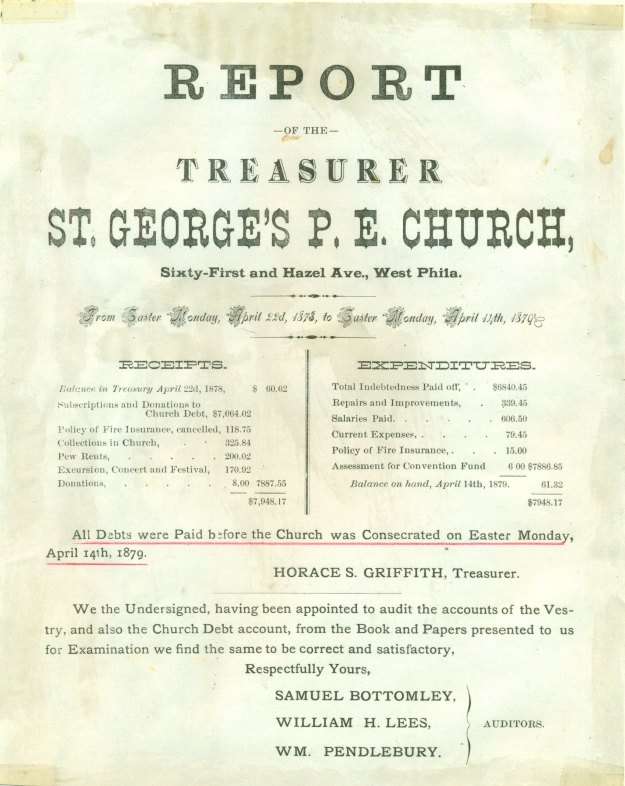 REPORT
—OF THE—
TREASURER
ST. GEORGE'S P. E. CHURCH,
Sixty-First and Hazel Ave., West Phila.
From Easter Monday, April 22d, 1878, to Easter Monday, April 14th, 1879
RECEIPTS.
Balance in Treasury April 22d, 1878, $ 60.62
Subscriptions and Donations to
Church Debt, $7,064.02
Policy of Fire Insurance, cancelled, 118.75
Collections in Church, 325.84
Pew Rents, 200.02
Excursion, Concert and Festival, 170.92
Donations, 8.00 7887.55
$7,948.17
EXPENDITURES.
Total Indebtedness Paid off, $6840.45
Repairs and Improvements, 339.45
Salaries Paid. 606.50
Current Expenses, 79.45
Policy of Fire Insurance, 15.00
Assessment for Convention Fund 6 00 $7886.85
Balance on hand, April 14th, 1879. 61.32
$7948.17
All Debts were Paid before the Church was Consecrated on Easter Monday,
April 14th, 1879.
HORACE S. GRIFFITH, Treasurer.
We the Undersigned, having been appointed to audit the accounts of the Ves-
try, and also the Church Debt account, from the Book and Papers presented to us
for Examination we find the same to be correct and satisfactory,
Respectfully Yours,
SAMUEL BOTTOMLEY,
WILLIAM H. LEES,
WM. PENDLEBURY.
AUDITORS.